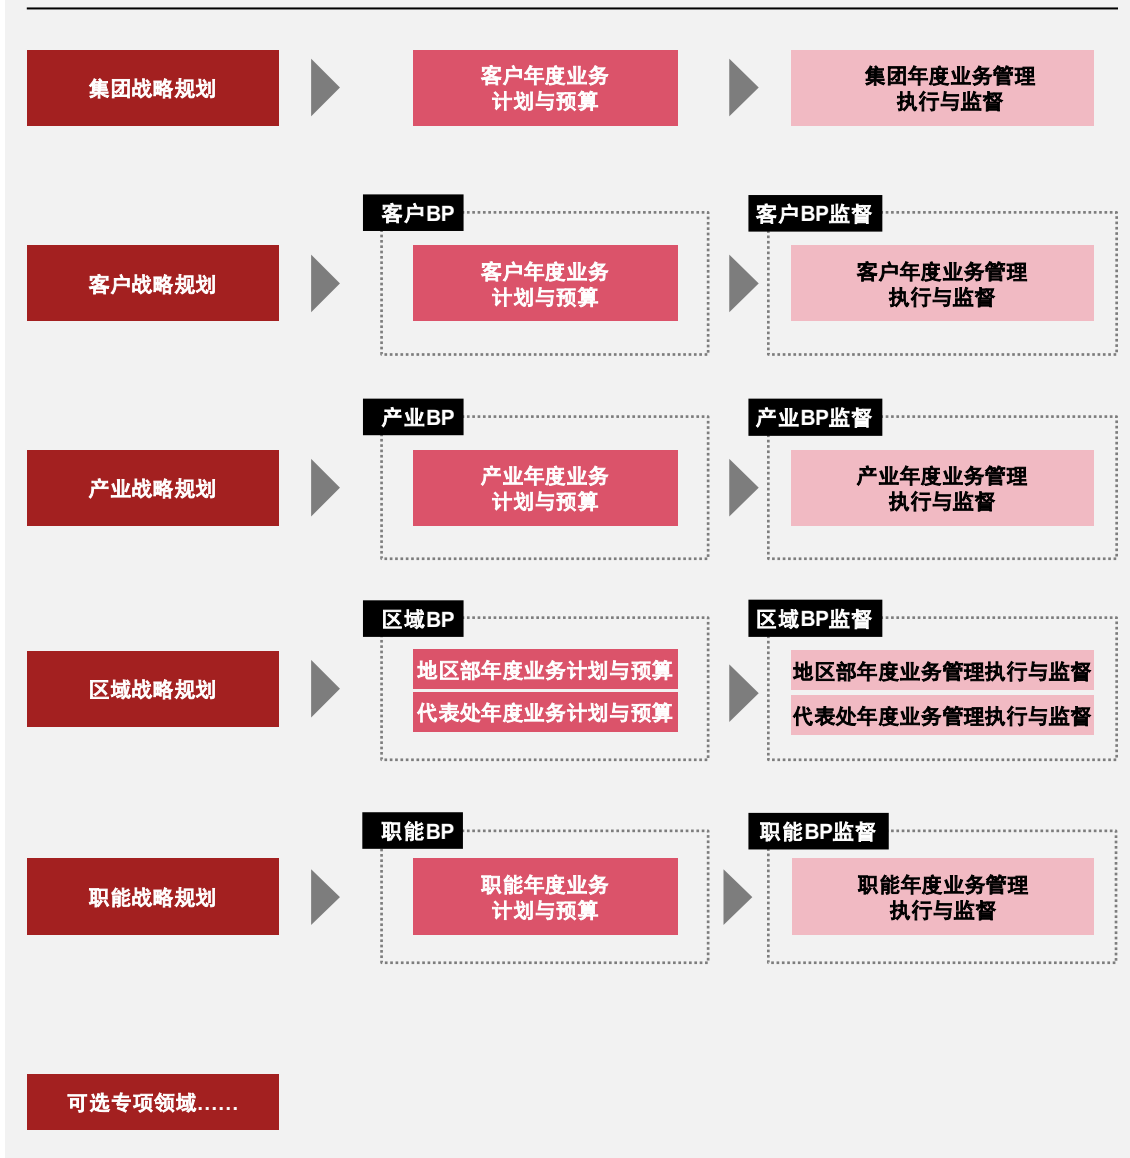 集团战略规划
客户年度业务
计划与预算
集团年度业务管理
执行与监督
客户BP
客户BP监督
客户战略规划
客户年度业务
计划与预算
客户年度业务管理
执行与监督
产业BP
产业BP监督
产业战略规划
产业年度业务
计划与预算
产业年度业务管理
执行与监督
区域BP
区域BP监督
区域战略规划
地区部年度业务计划与预算
代表处年度业务计划与预算
地区部年度业务管理执行与监督
代表处年度业务管理执行与监督
职能BP
职能BP监督
职能战略规划
职能年度业务
计划与预算
职能年度业务管理
执行与监督
可选专项领域……